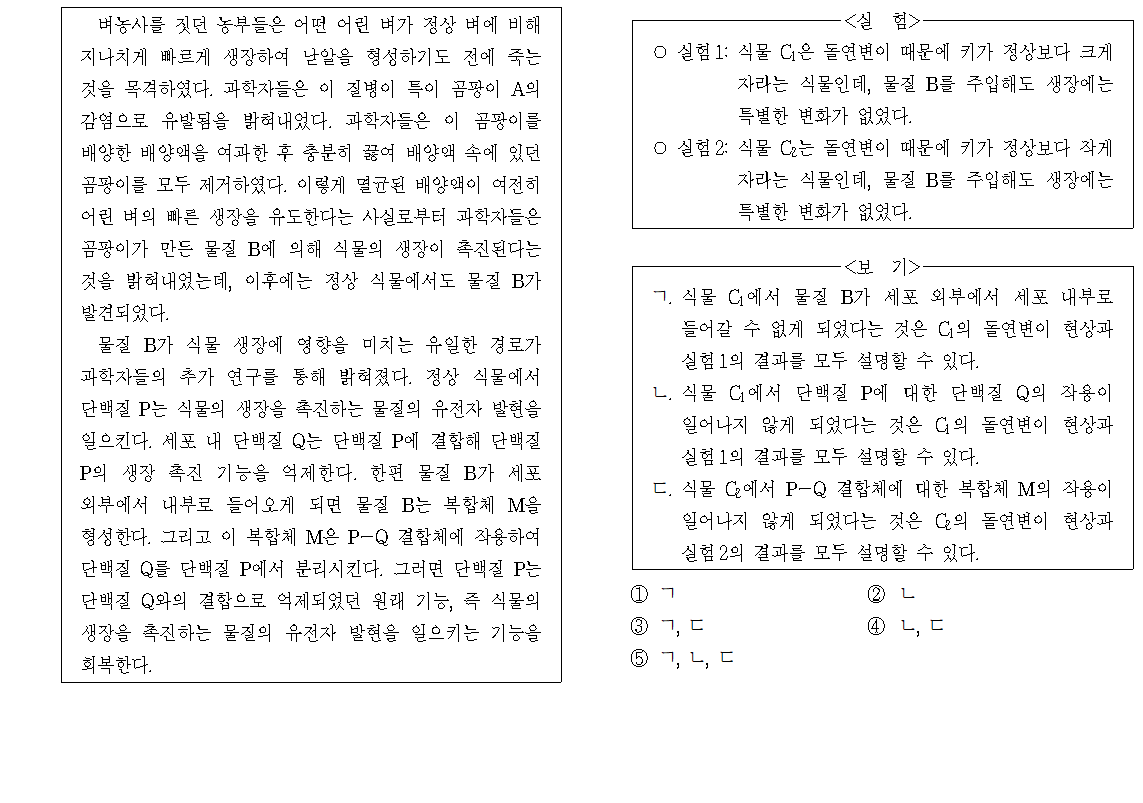 벼농사를 짓던 농부들은 어떤 어린 벼가 정상 벼에 비해
지나치게 빠르게 생장하여 낟알을 형성하기도 전에 죽는
것을 목격하였다. 과학자들은 이 질병이 특이 곰팡이 A의
감염으로 유발됨을 밝혀내었다. 과학자들은 이 곰팡이를
배양한 배양액을 여과한 후 충분히 끓여 배양액 속에 있던
곰팡이를 모두 제거하였다. 이렇게 멸균된 배양액이 여전히
어린 벼의 빠른 생장을 유도한다는 사실로부터 과학자들은
곰팡이가 만든 물질 B에 의해 식물의 생장이 촉진된다는
것을 밝혀내었는데, 이후에는 정상 식물에서도 물질 B가
발견되었다.
물질 B가 식물 생장에 영향을 미치는 유일한 경로가
과학자들의 추가 연구를 통해 밝혀졌다. 정상 식물에서
단백질 P는 식물의 생장을 촉진하는 물질의 유전자 발현을
일으킨다. 세포 내 단백질 Q는 단백질 P에 결합해 단백질
P의 생장 촉진 기능을 억제한다. 한편 물질 B가 세포
외부에서 내부로 들어오게 되면 물질 B는 복합체 M을
형성한다. 그리고 이 복합체 M은 P-Q 결합체에 작용하여
단백질 Q를 단백질 P에서 분리시킨다. 그러면 단백질 P는
단백질 Q와의 결합으로 억제되었던 원래 기능, 즉 식물의
생장을 촉진하는 물질의 유전자 발현을 일으키는 기능을
회복한다.
<실 험>
○ 실험 1: 식물 C₁은 돌연변이 때문에 키가 정상보다 크게
자라는 식물인데, 물질 B를 주입해도 생장에는
특별한 변화가 없었다.
○ 실험 2: 식물 C₂는 돌연변이 때문에 키가 정상보다 작게
자라는 식물인데, 물질 B를 주입해도 생장에는
특별한 변화가 없었다.
<보 기>
ㄱ. 식물 C₁에서 물질 B가 세포 외부에서 세포 내부로
들어갈 수 없게 되었다는 것은 C₁의 돌연변이 현상과
실험 1의 결과를 모두 설명할 수 있다.
ㄴ. 식물 C₁에서 단백질 P에 대한 단백질 Q의 작용이
일어나지 않게 되었다는 것은 C₁의 돌연변이 현상과
실험 1의 결과를 모두 설명할 수 있다.
ㄷ. 식물 C₂에서 P-Q 결합체에 대한 복합체 M의 작용이
일어나지 않게 되었다는 것은 C₂의 돌연변이 현상과
실험 2의 결과를 모두 설명할 수 있다.
① ㄱ ② ㄴ
③ ㄱ, ㄷ ④ ㄴ, ㄷ
⑤ ㄱ, ㄴ, ㄷ